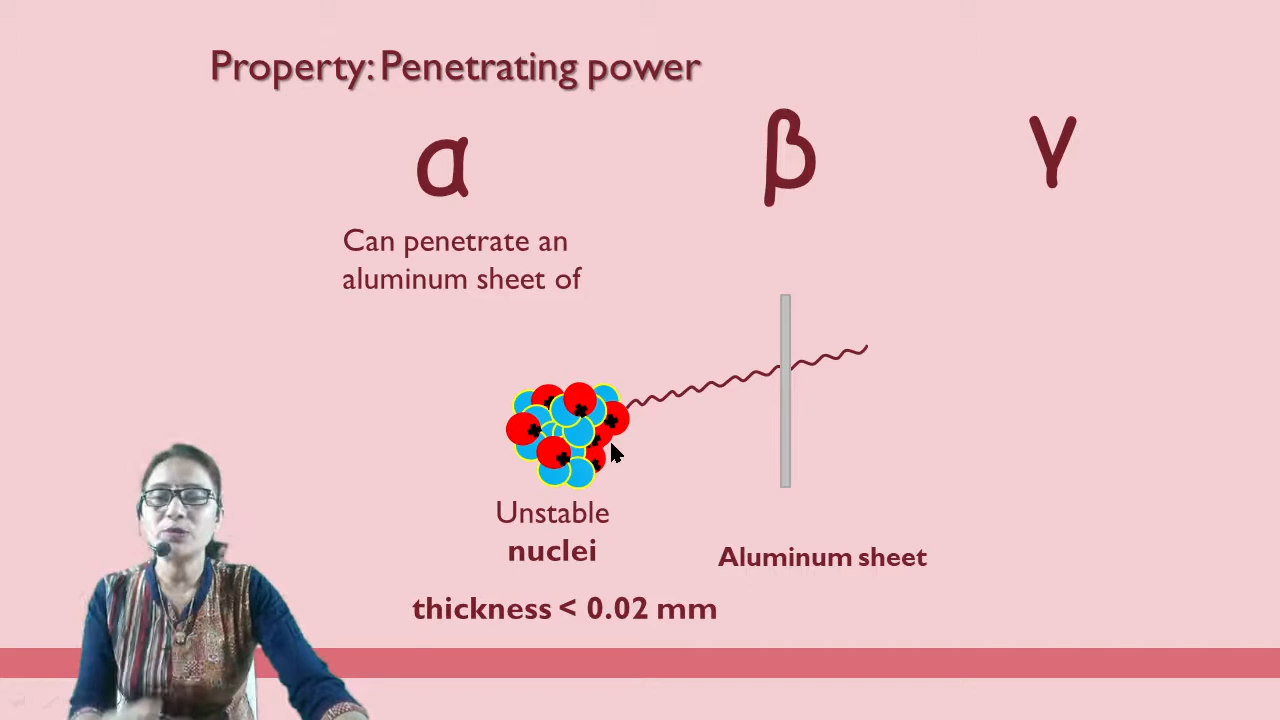 Property: Penetrating power
α
β
γ
Can penetrate an
aluminum sheet of
Unstable
nuclei
Aluminum sheet
thickness < 0.02 mm